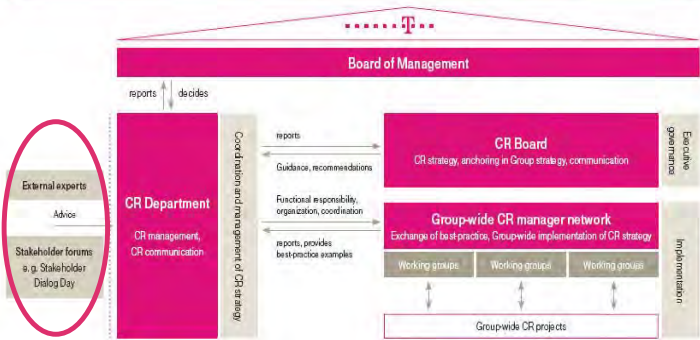 T
Board of Management
reports
decides
External experts
Advice
Stakeholder forums
e.g. Stakeholder
Dialog Day
CR Department
CR management,
CR communication
Coordination and management of CR strategy
reports
Guidance, recommendations
Functional responsibility,
organization, coordination
reports, provides
best-practice examples
CR Board
CR strategy, anchoring in Group strategy, communication
Executive
governance
Group-wide CR manager network
Exchange of best-practice, Group-wide implementation of CR strategy
Working groups
Working groups
Working groups
Group-wide CR projects
Implementation